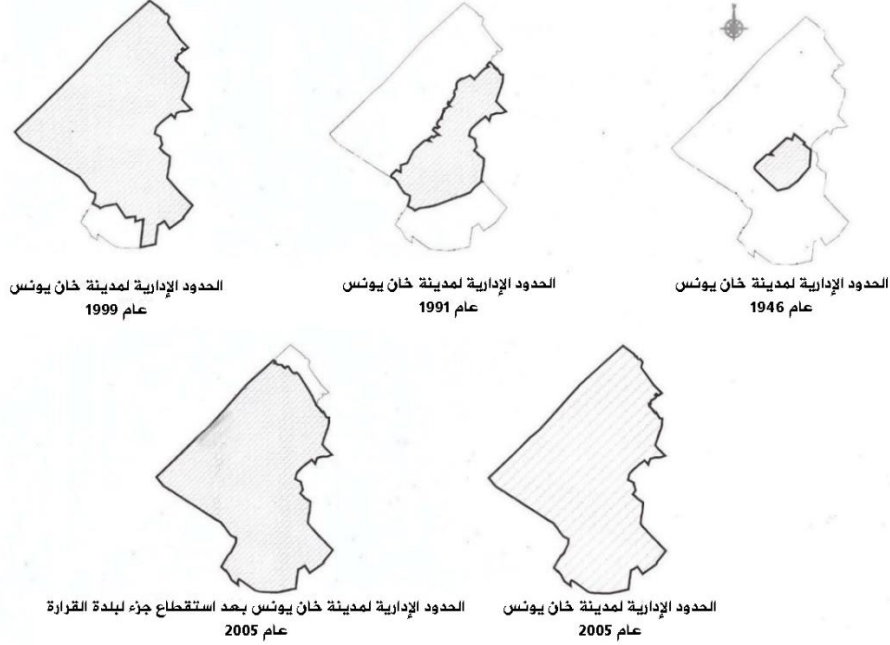 الحدود الإدارية لمدينة خان يونس
عام 1946
الحدود الإدارية لمدينة خان يونس
عام 1991
الحدود الإدارية لمدينة خان يونس
عام 1999
الحدود الإدارية لمدينة خان يونس
عام 2005
الحدود الإدارية لمدينة خان يونس بعد استقطاع جزء لبلدة القرارة
عام 2005